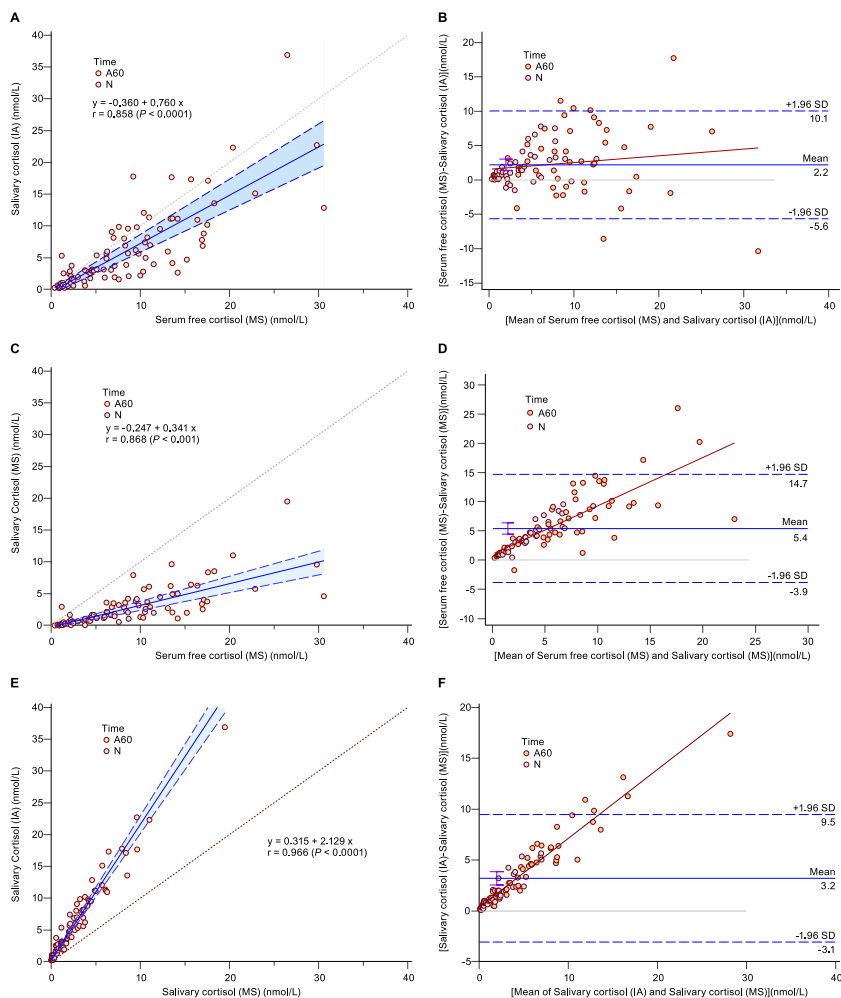 A
40
35
30
25
20
15
10
5
0
0
10
20
30
40
Salivary cortisol (IA) (nmol/L)
Serum free cortisol (MS) (nmol/L)
Time
A60
N
y = -0.360 + 0.760 x
r = 0.858 (P < 0.0001)
B
20
15
10
5
0
-5
-10
-15
0
5
10
15
20
25
30
35
40
[Serum free cortisol (MS)-Salivary cortisol (IA)](nmol/L)
[Mean of Serum free cortisol (MS) and Salivary cortisol (IA)](nmol/L)
Time
A60
N
+1.96 SD
10.1
Mean
2.2
-1.96 SD
-5.6
C
40
35
30
25
20
15
10
5
0
0
10
20
30
40
Salivary Cortisol (MS) (nmol/L)
Serum free cortisol (MS) (nmol/L)
Time
A60
N
y = -0.247 + 0.341 x
r = 0.868 (P < 0.001)
D
30
25
20
15
10
5
0
-5
-10
0
5
10
15
20
25
30
[Serum free cortisol (MS)-Salivary cortisol (MS)](nmol/L)
[Mean of Serum free cortisol (MS) and Salivary cortisol (MS)](nmol/L)
Time
A60
N
+1.96 SD
14.7
Mean
5.4
-1.96 SD
-3.9
E
40
35
30
25
20
15
10
5
0
0
10
20
30
40
Salivary Cortisol (IA) (nmol/L)
Salivary cortisol (MS) (nmol/L)
Time
A60
N
y = 0.315 + 2.129 x
r = 0.966 (P < 0.0001)
F
20
15
10
5
0
-5
0
10
20
30
40
[Salivary cortisol (IA)-Salivary cortisol (MS)](nmol/L)
[Mean of Salivary cortisol (IA) and Salivary cortisol (MS)](nmol/L)
Time
A60
N
+1.96 SD
9.5
Mean
3.2
-1.96 SD
-3.1